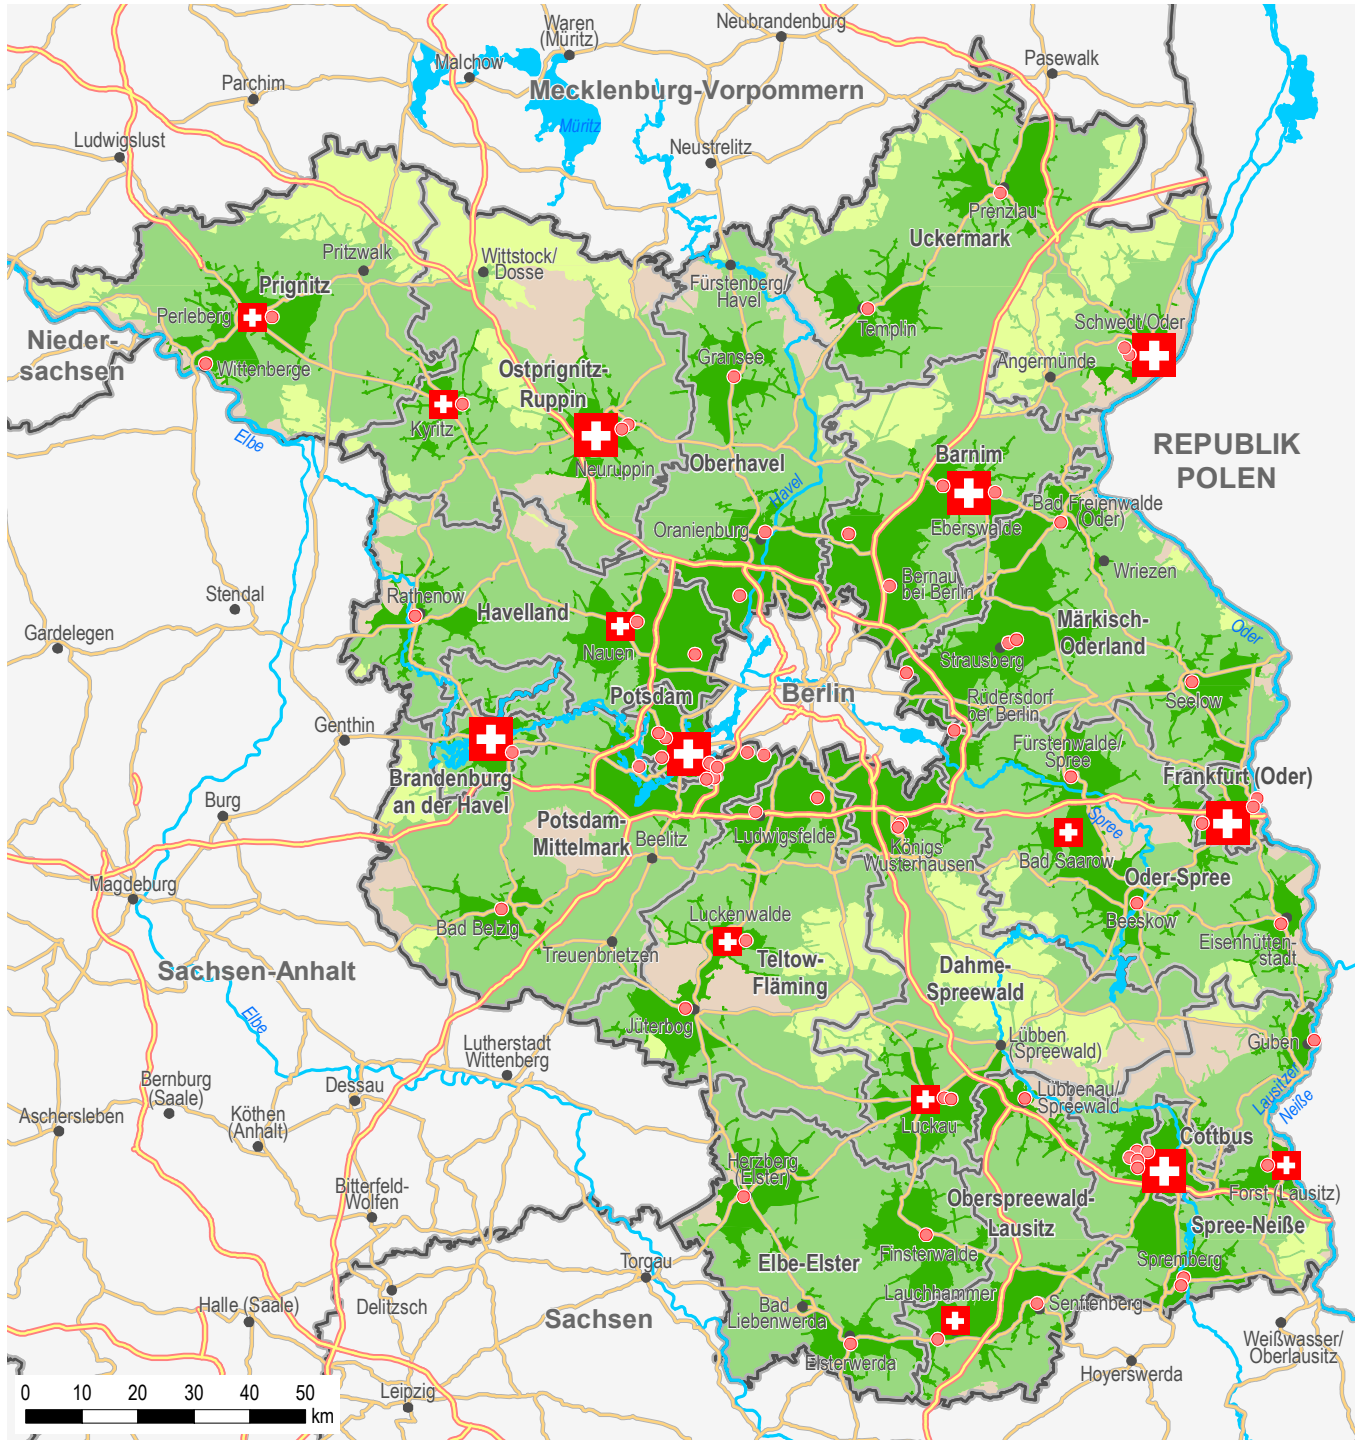 Waren
(Müritz)
Neubrandenburg
Malchow
Pasewalk
Parchim
Mecklenburg-Vorpommern
Müritz
Ludwigslust
Neustrelitz
Prenzlau
Uckermark
Pritzwalk
Wittstock/
Dosse
Fürstenberg/
Havel
Prignitz
Perleberg
Templin
Schwedt/Oder
Nieder-
sachsen
Wittenberge
Gransee
Angermünde
Ostprignitz-
Ruppin
Kyritz
Elbe
REPUBLIK
POLEN
Neuruppin
Oberhavel
Barnim
Havel
Eberswalde
Bad Freienwalde
(Oder)
Oranienburg
Wriezen
Bernau
bei Berlin
Stendal
Rathenow
Havelland
Märkisch-
Oderland
Oder
Gardelegen
Nauen
Strausberg
Potsdam
Berlin
Seelow
Rüdersdorf
bei Berlin
Genthin
Fürstenwalde/
Spree
Brandenburg
an der Havel
Frankfurt (Oder)
Burg
Potsdam-
Mittelmark
Beelitz
Ludwigsfelde
Spree
Königs
Wusterhausen
Bad Saarow
Magdeburg
Oder-Spree
Bad Belzig
Luckenwalde
Beeskow
Treuenbrietzen
Eisenhütten-
stadt
Sachsen-Anhalt
Teltow-
Fläming
Dahme-
Spreewald
Elbe
Jüterbog
Lutherstadt
Wittenberg
Lübben
(Spreewald)
Guben
Bernburg
(Saale)
Dessau
Lübbenau/
Spreewald
Lausitzer
Neiße
Aschersleben
Köthen
(Anhalt)
Luckau
Cottbus
Herzberg
(Elster)
Bitterfeld-
Wolfen
Forst (Lausitz)
Oberspreewald-
Lausitz
Spree-Neiße
Finsterwalde
Torgau
Elbe-Elster
Spremberg
Lauchhammer
Halle (Saale)
Delitzsch
Sachsen
Bad
Liebenwerda
Senftenberg
Weißwasser/
Oberlausitz
Elsterwerda
Hoyerswerda
Leipzig
0 10 20 30 40 50
km